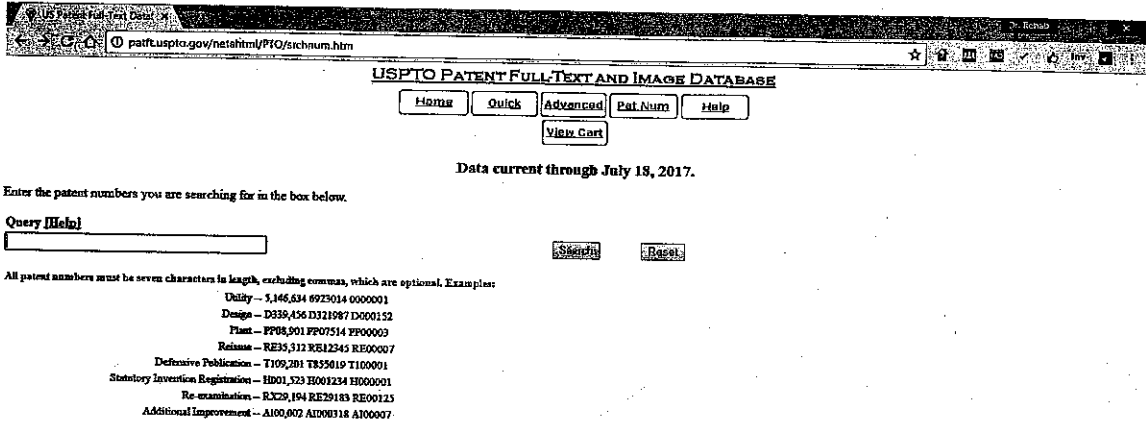 US Patent Full-Text Datab ×
Dr. Rehab
patft.uspto.gov/netahtml/PTO/srchnum.htm
USPTO PATENT FULL-TEXT AND IMAGE DATABASE
Home Quick Advanced Pat Num Help
View Cart
Data current through July 18, 2017.
Enter the patent numbers you are searching for in the box below.
Query [Help]
Search Reset
All patent numbers must be seven characters in length, excluding commas, which are optional. Examples:
Utility -- 5,146,634 6923014 0000001
Design -- D339,456 D321987 D000152
Plant -- PP08,901 PP07514 PP00003
Reissue -- RE35,312 RE12345 RE00007
Defensive Publication -- T109,201 T855019 T100001
Statutory Invention Registration -- H001,523 H001234 H000001
Re-examination -- RX29,194 RE29183 RE00125
Additional Improvement -- AI00,002 AI000318 AI00007